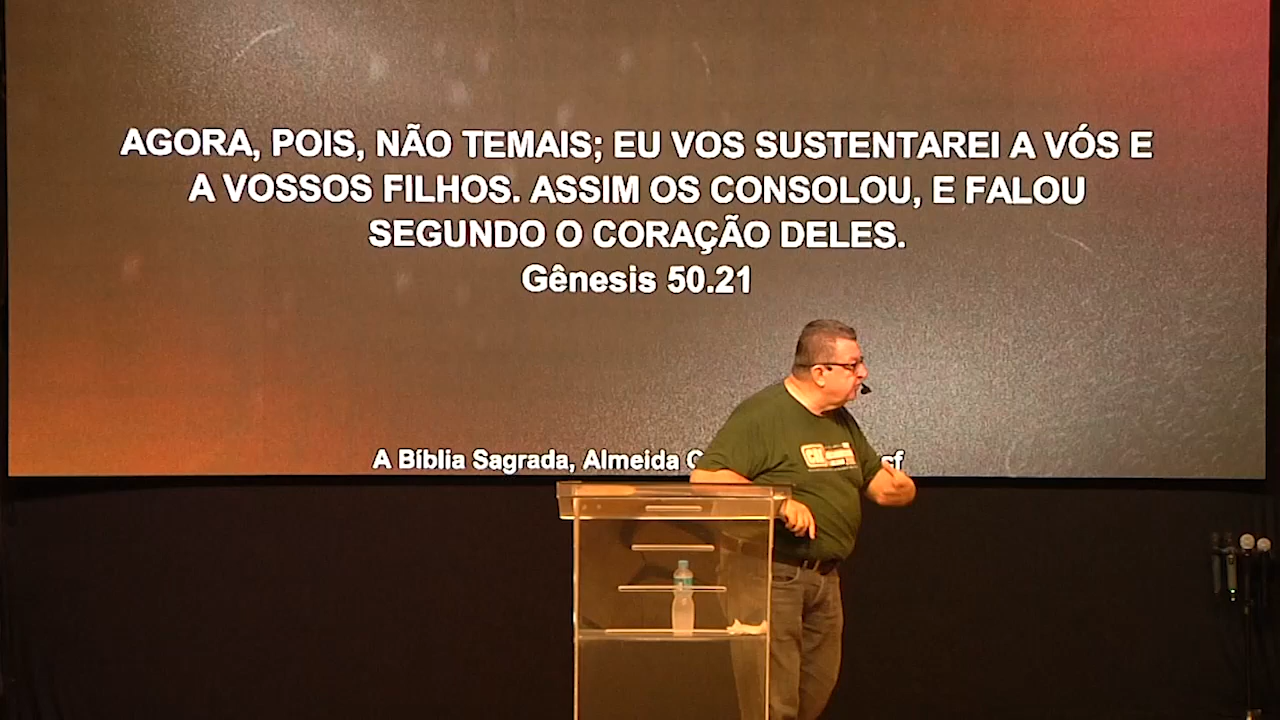 AGORA, POIS, NÃO TEMAIS; EU VOS SUSTENTAREI A VÓS E
A VOSSOS FILHOS. ASSIM OS CONSOLOU, E FALOU
SEGUNDO O CORAÇÃO DELES.
Gênesis 50.21
A Bíblia Sagrada, Almeida